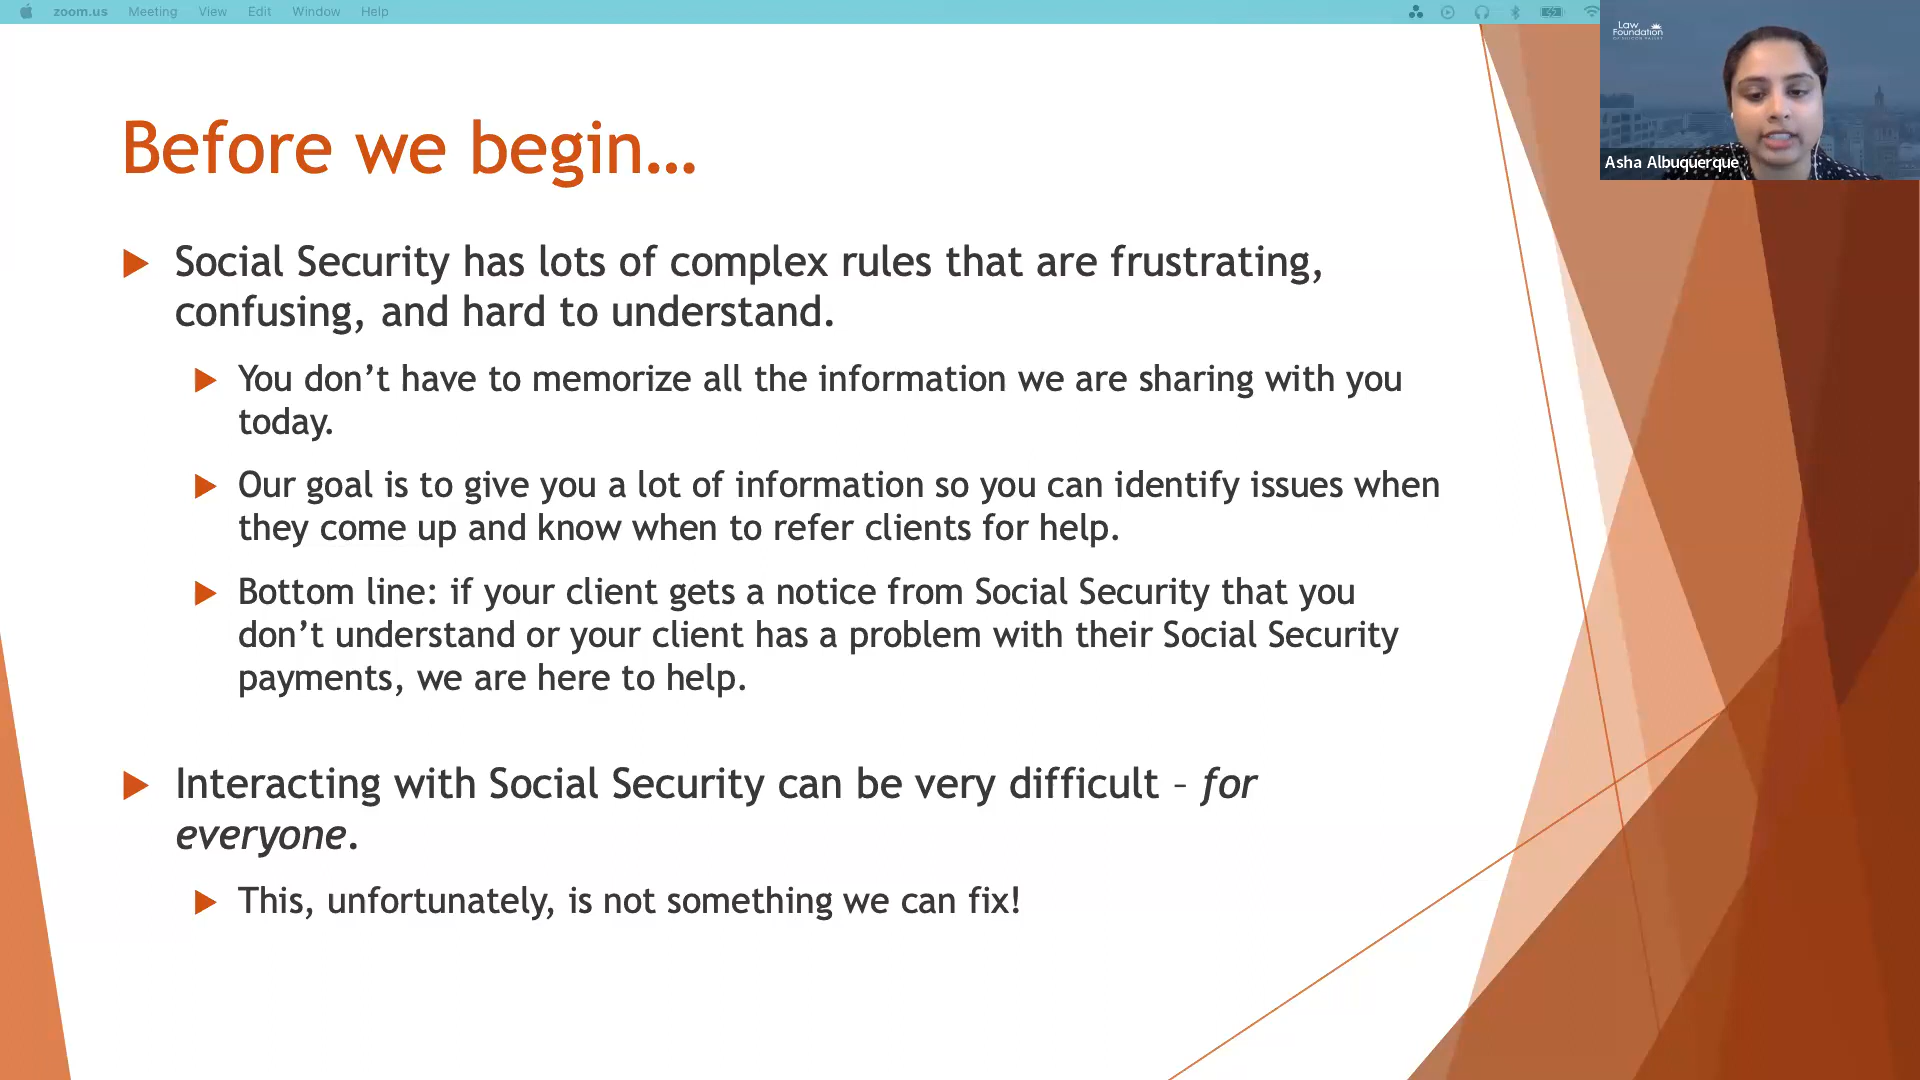 zoom.us Meeting View Edit Window Help
Law
Foundation
OF SILICON VALLEY
Asha Albuquerque
Before we begin…
Social Security has lots of complex rules that are frustrating,
confusing, and hard to understand.
You don’t have to memorize all the information we are sharing with you
today.
Our goal is to give you a lot of information so you can identify issues when
they come up and know when to refer clients for help.
Bottom line: if your client gets a notice from Social Security that you
don’t understand or your client has a problem with their Social Security
payments, we are here to help.
Interacting with Social Security can be very difficult – for
everyone.
This, unfortunately, is not something we can fix!